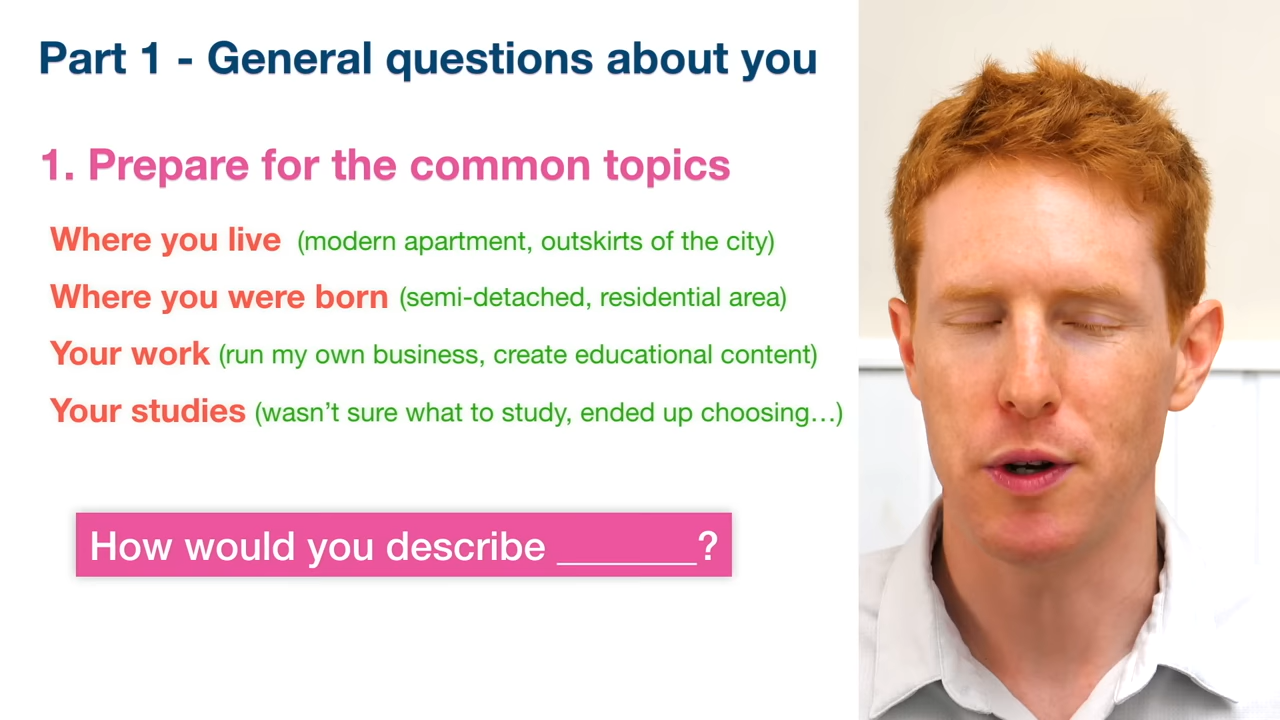 Part 1 - General questions about you
1. Prepare for the common topics
Where you live (modern apartment, outskirts of the city)
Where you were born (semi-detached, residential area)
Your work (run my own business, create educational content)
Your studies (wasn’t sure what to study, ended up choosing…)
How would you describe _______?